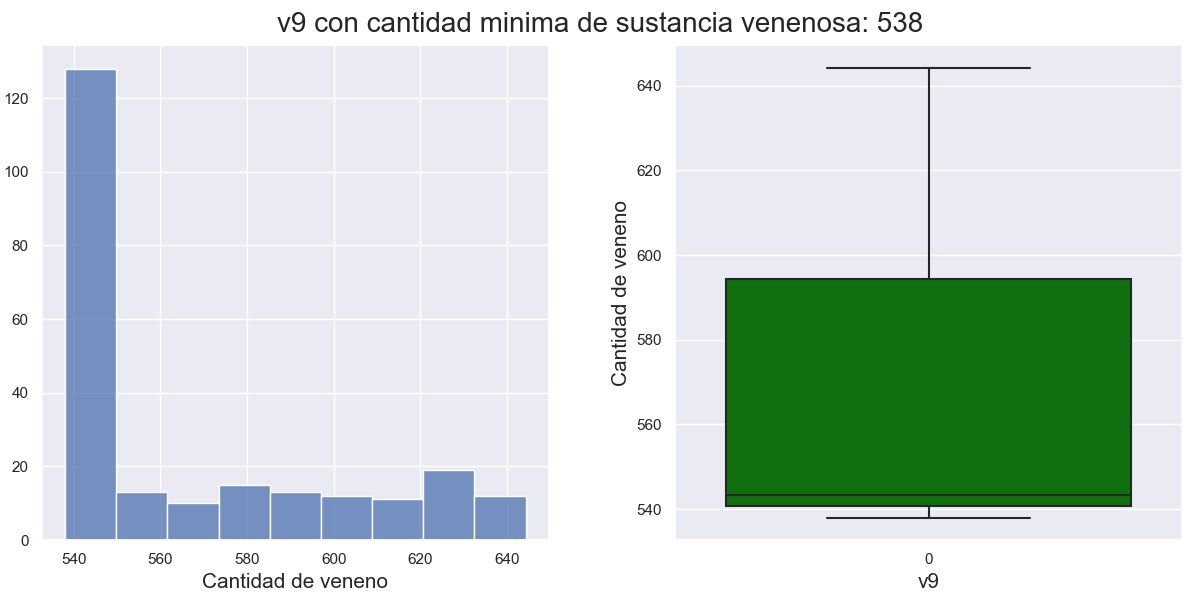 v9 con cantidad minima de sustancia venenosa: 538
120
100
80
60
40
20
0
540 560 580 600 620 640
Cantidad de veneno
640
620
600
580
560
540
Cantidad de veneno
0
v9